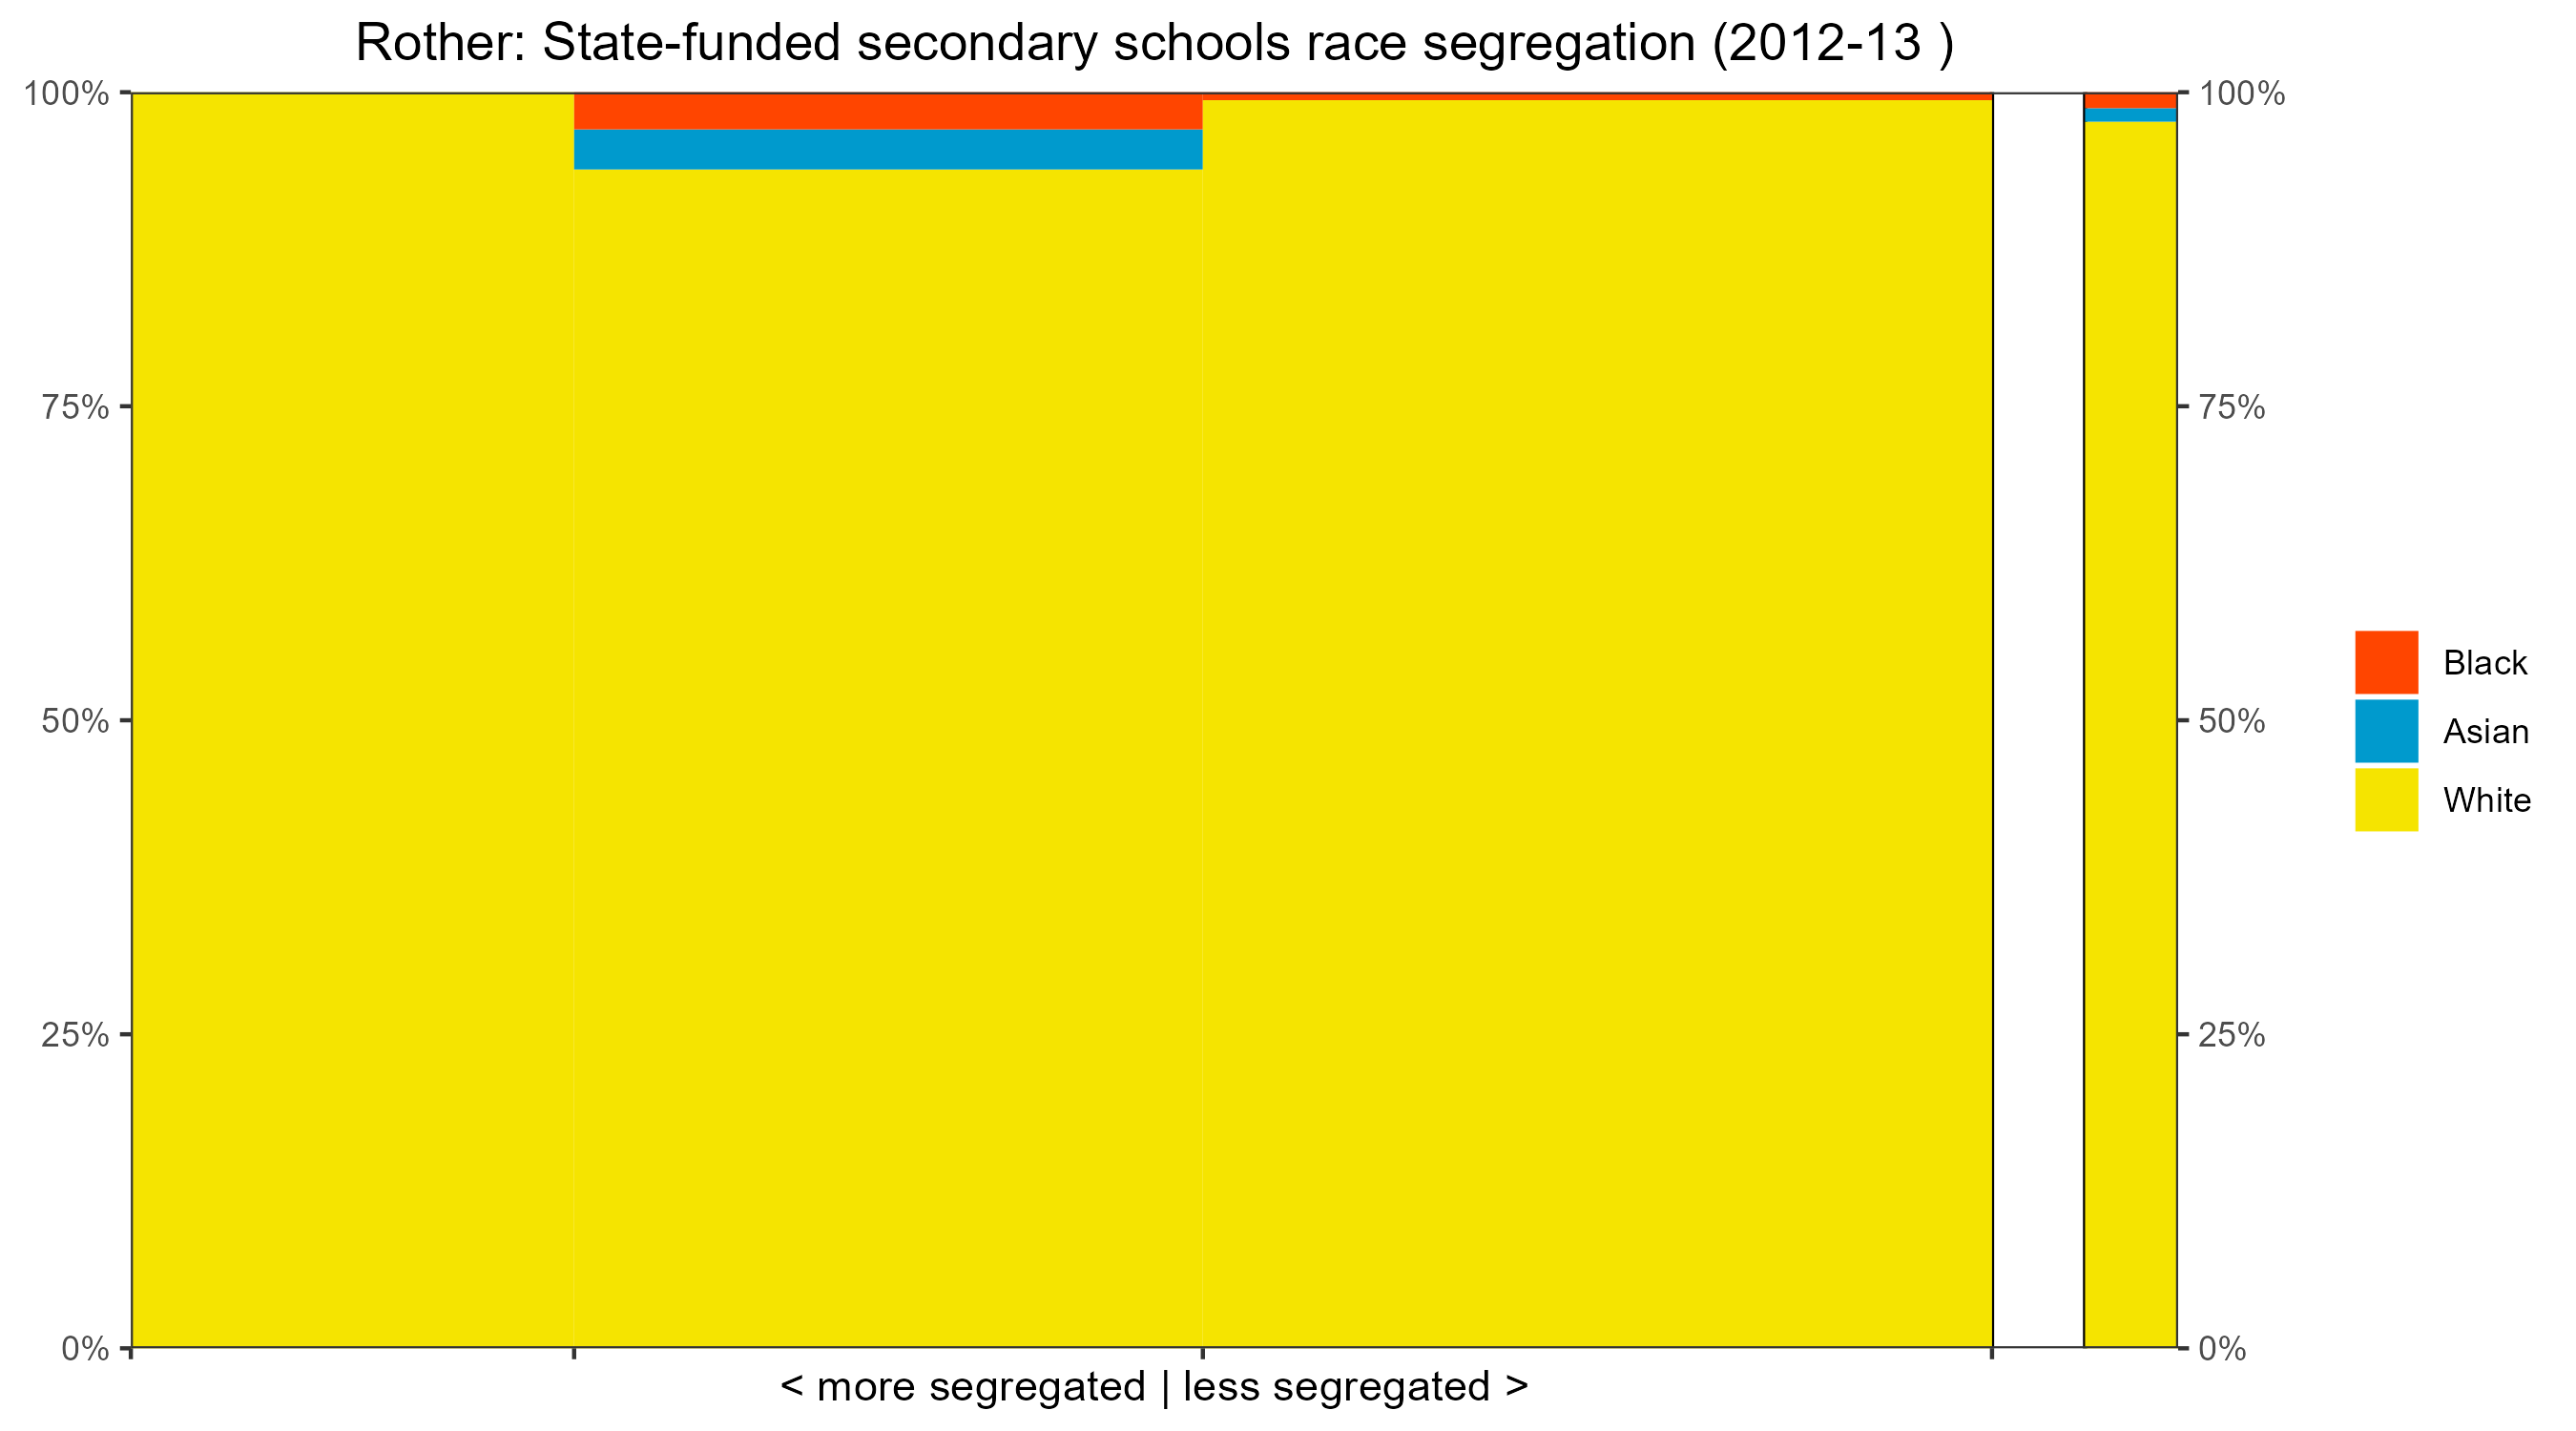 Rother: State-funded secondary schools race segregation (2012-13 )
100%
75%
50%
25%
0%
100%
75%
50%
25%
0%
Black
Asian
White
< more segregated | less segregated >